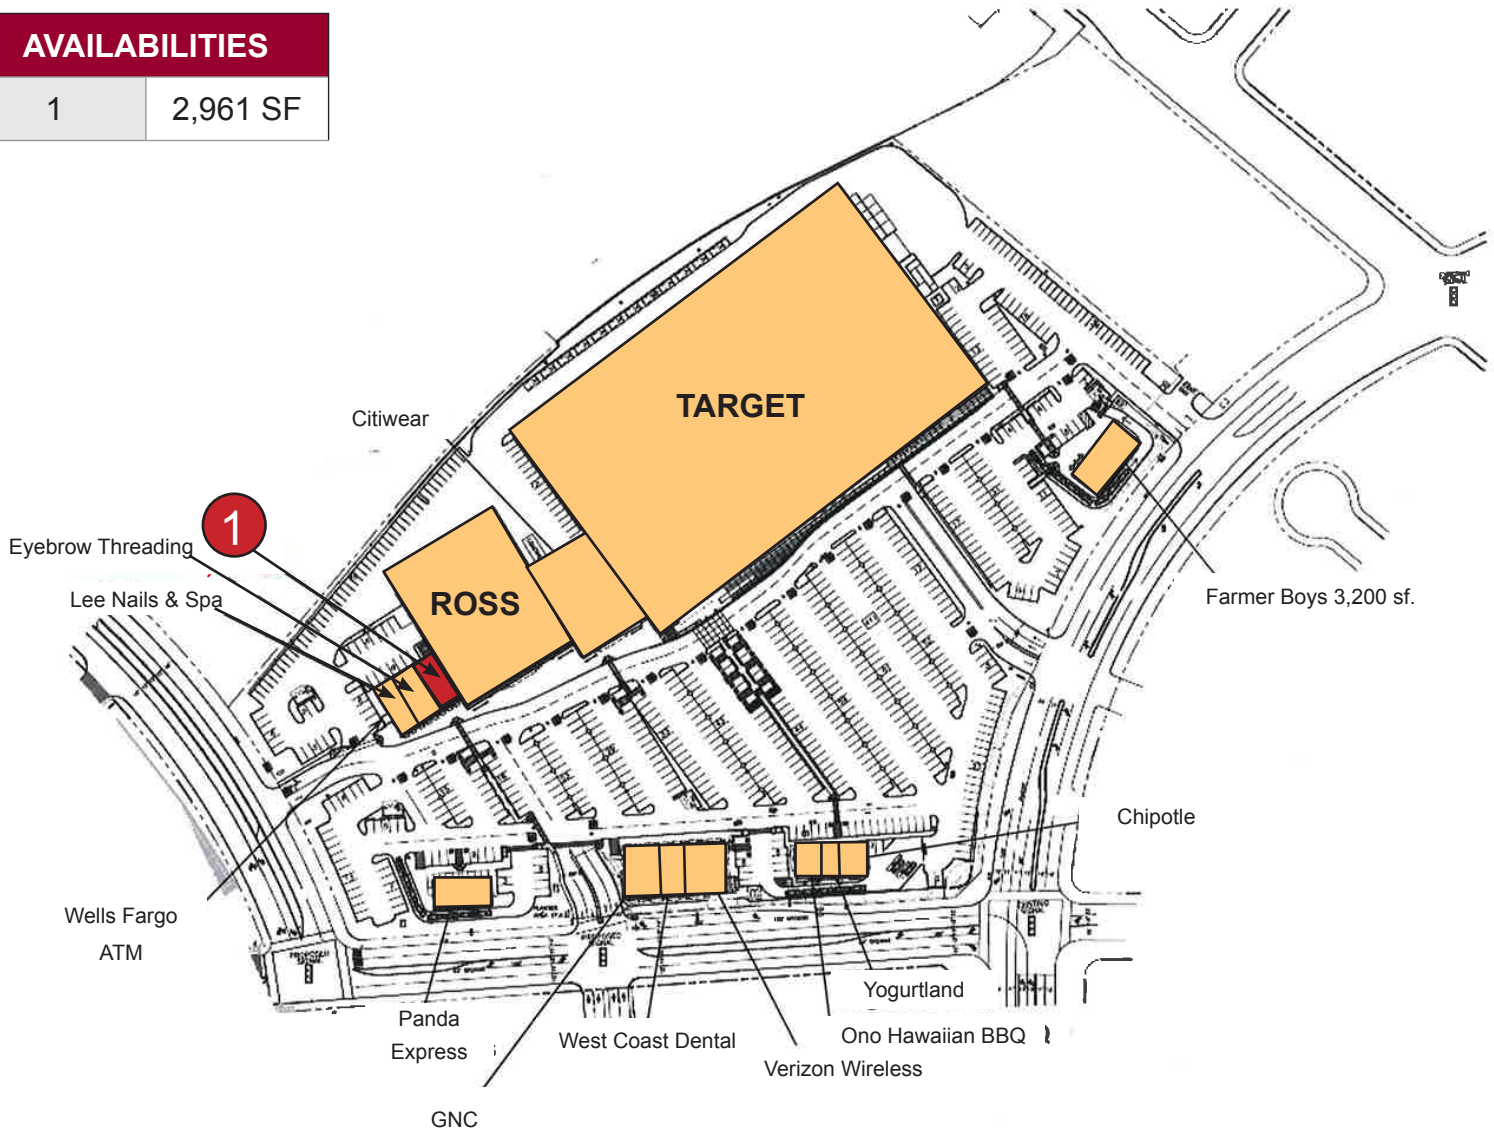 AVAILABILITIES
1 2,961 SF
TARGET
Citiwear
1
Eyebrow Threading
Lee Nails & Spa
ROSS
Farmer Boys 3,200 sf.
Chipotle
Wells Fargo
ATM
Yogurtland
Panda
Express
West Coast Dental
Ono Hawaiian BBQ
Verizon Wireless
GNC